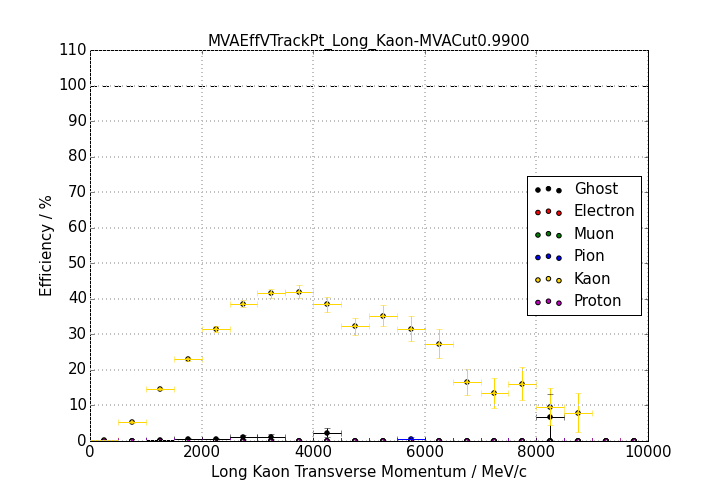 MVAEffVTrackPt_Long_Kaon-MVACut0.9900
110
100
90
80
70
60
50
40
30
20
10
0
Efficiency / %
Ghost
Electron
Muon
Pion
Kaon
Proton
0 2000 4000 6000 8000 10000
Long Kaon Transverse Momentum / MeV/c